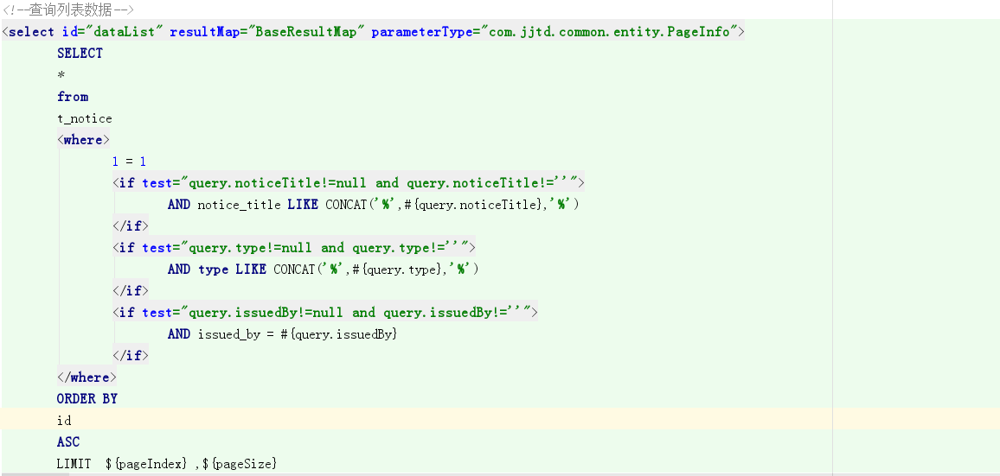 <!--查询列表数据-->
<select id="dataList" resultMap="BaseResultMap" parameterType="com.jjtd.common.entity.PageInfo">
SELECT
*
from
t_notice
<where>
1 = 1
<if test="query.noticeTitle!=null and query.noticeTitle!=''">
AND notice_title LIKE CONCAT('%',#{query.noticeTitle},'%')
</if>
<if test="query.type!=null and query.type!=''">
AND type LIKE CONCAT('%',#{query.type},'%')
</if>
<if test="query.issuedBy!=null and query.issuedBy!=''">
AND issued_by = #{query.issuedBy}
</if>
</where>
ORDER BY
id
ASC
LIMIT ${pageIndex} ,${pageSize}